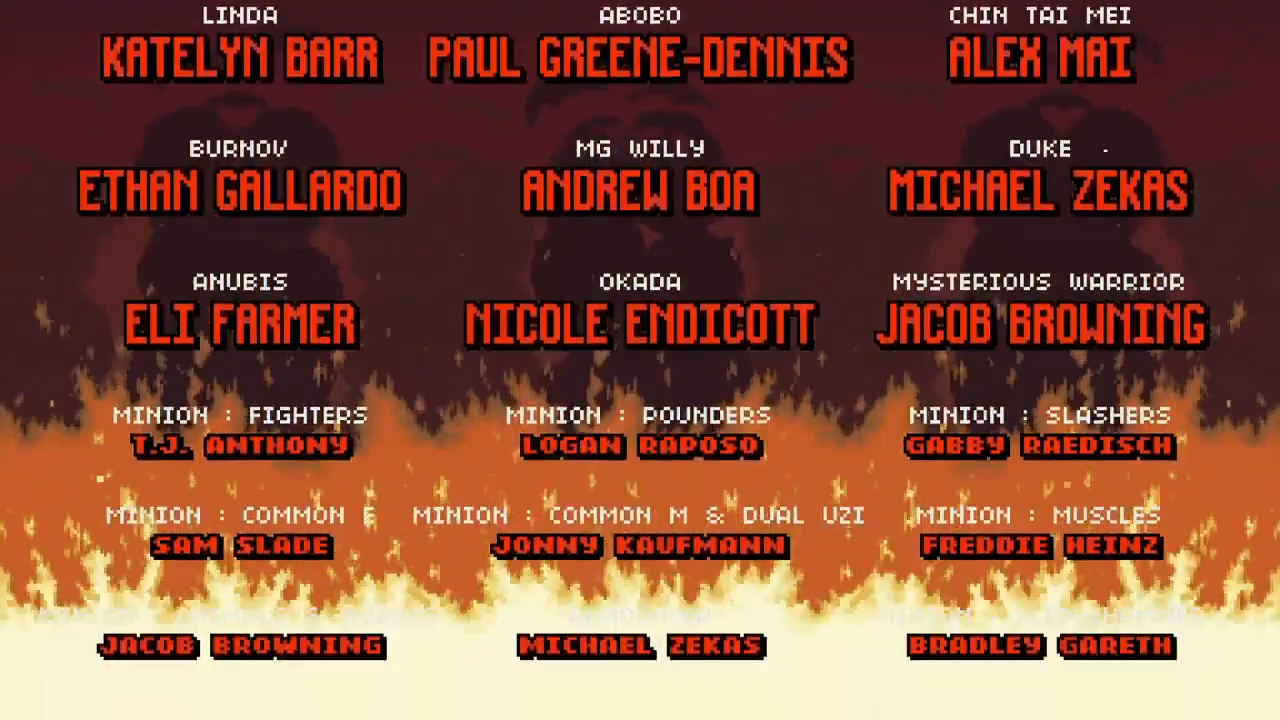 LINDA ABOBO CHIN TAI MEI
KATELYN BARR PAUL GREENE-DENNIS ALEX MAI
BURNOV MG WILLY DUKE
ETHAN GALLARDO ANDREW BOA MICHAEL ZEKAS
ANUBIS OKADA MYSTERIOUS WARRIOR
ELI FARMER NICOLE ENDICOTT JACOB BROWNING
MINION : FIGHTERS MINION : POUNDERS MINION : SLASHERS
T.J. ANTHONY LOGAN RAPOSO GABBY RAEDISCH
MINION : COMMON E MINION : COMMON M & DUAL UZI MINION : MUSCLES
SAM SLADE JONNY KAUFMANN FREDDIE HEINZ
JACOB BROWNING MICHAEL ZEKAS BRADLEY GARETH